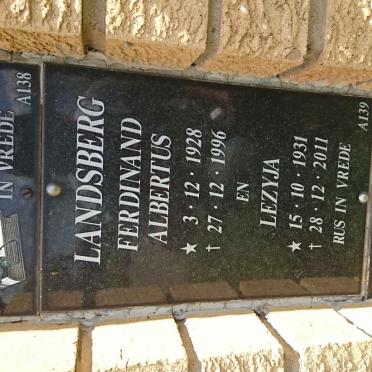 IN VREDE
A138
LANDSBERG
FERDINAND
ALBERTUS
★ 3 · 12 · 1928
† 27 · 12 · 1996
EN
LEZYJA
★ 15 · 10 · 1931
† 28 · 12 · 2011
RUS IN VREDE
A139